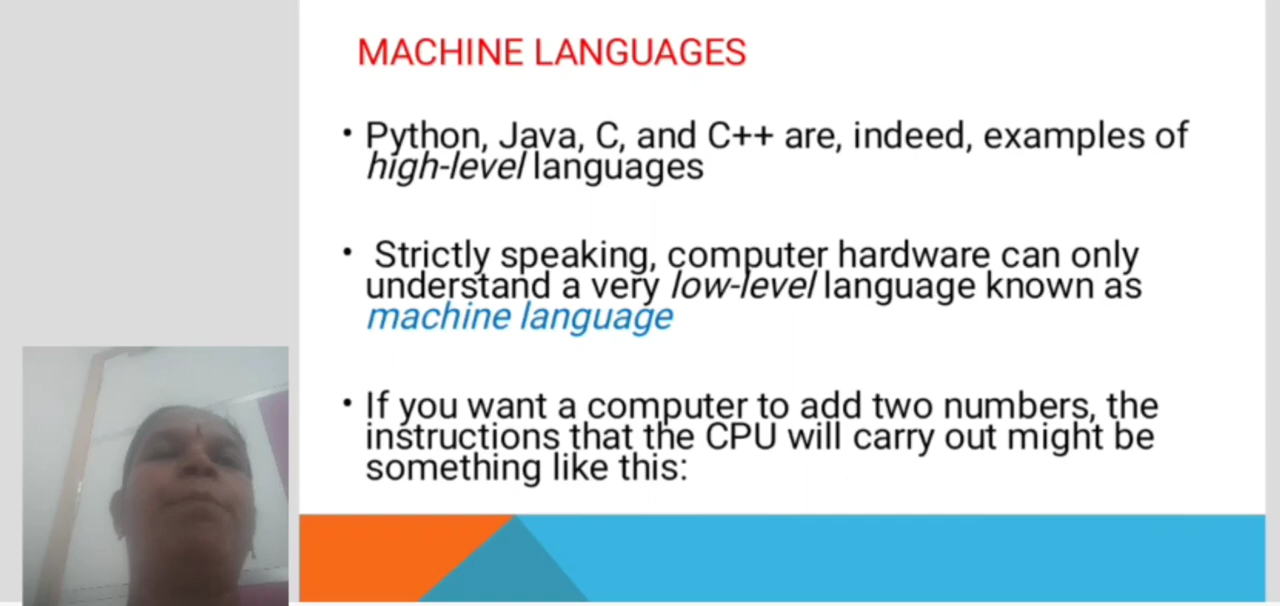 MACHINE LANGUAGES
• Python, Java, C, and C++ are, indeed, examples of
high-level languages
• Strictly speaking, computer hardware can only
understand a very low-level language known as
machine language
• If you want a computer to add two numbers, the
instructions that the CPU will carry out might be
something like this: